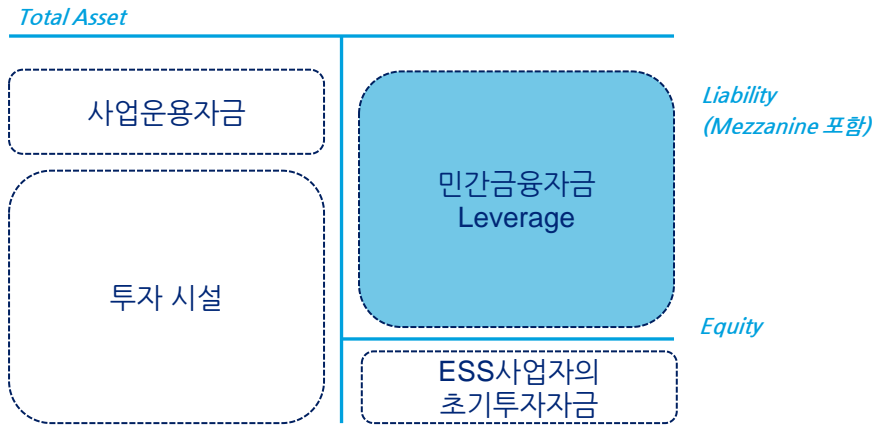 Total Asset
사업운용자금
투자 시설
민간금융자금
Leverage
Liability
(Mezzanine 포함)
Equity
ESS사업자의
초기투자자금